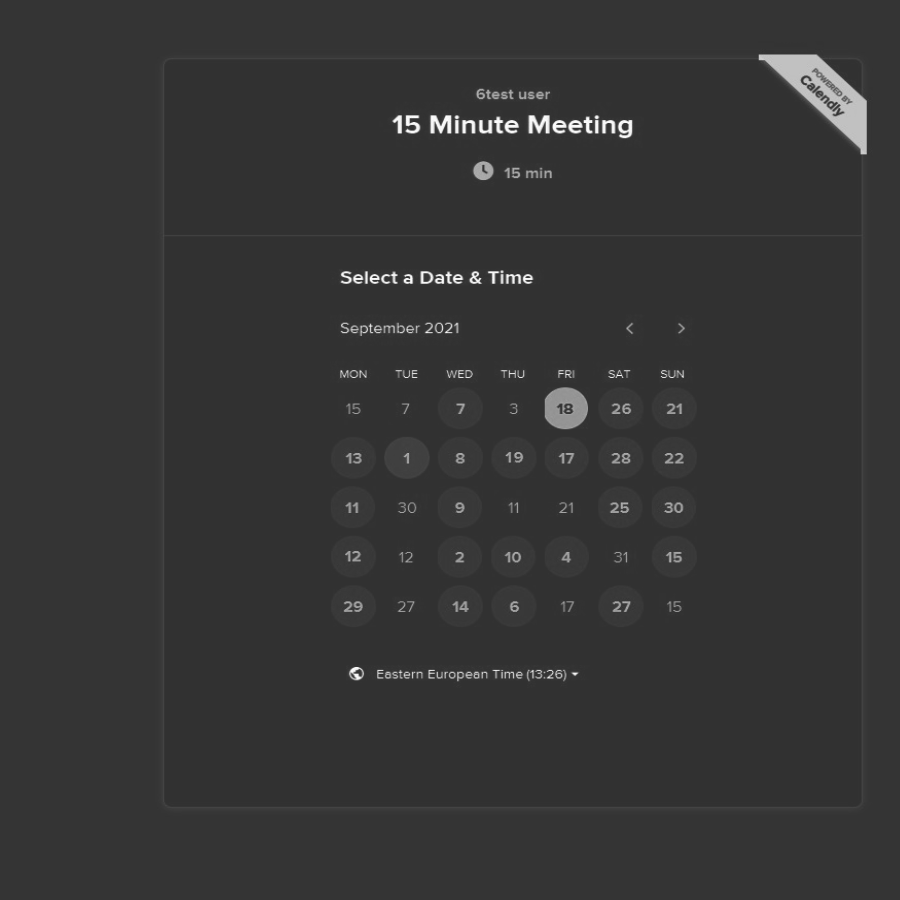 POWERED BY
Calendly
6test user
15 Minute Meeting
15 min
Select a Date & Time
September 2021
MON TUE WED THU FRI SAT SUN
15 7 7 3 18 26 21
13 1 8 19 17 28 22
11 30 9 11 21 25 30
12 12 2 10 4 31 15
29 27 14 6 17 27 15
Eastern European Time (13:26)